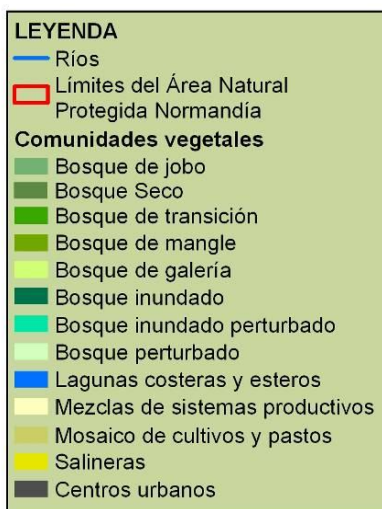 LEYENDA
Ríos
Límites del Área Natural
Protegida Normandía
Comunidades vegetales
Bosque de jobo
Bosque Seco
Bosque de transición
Bosque de mangle
Bosque de galería
Bosque inundado
Bosque inundado perturbado
Bosque perturbado
Lagunas costeras y esteros
Mezclas de sistemas productivos
Mosaico de cultivos y pastos
Salineras
Centros urbanos